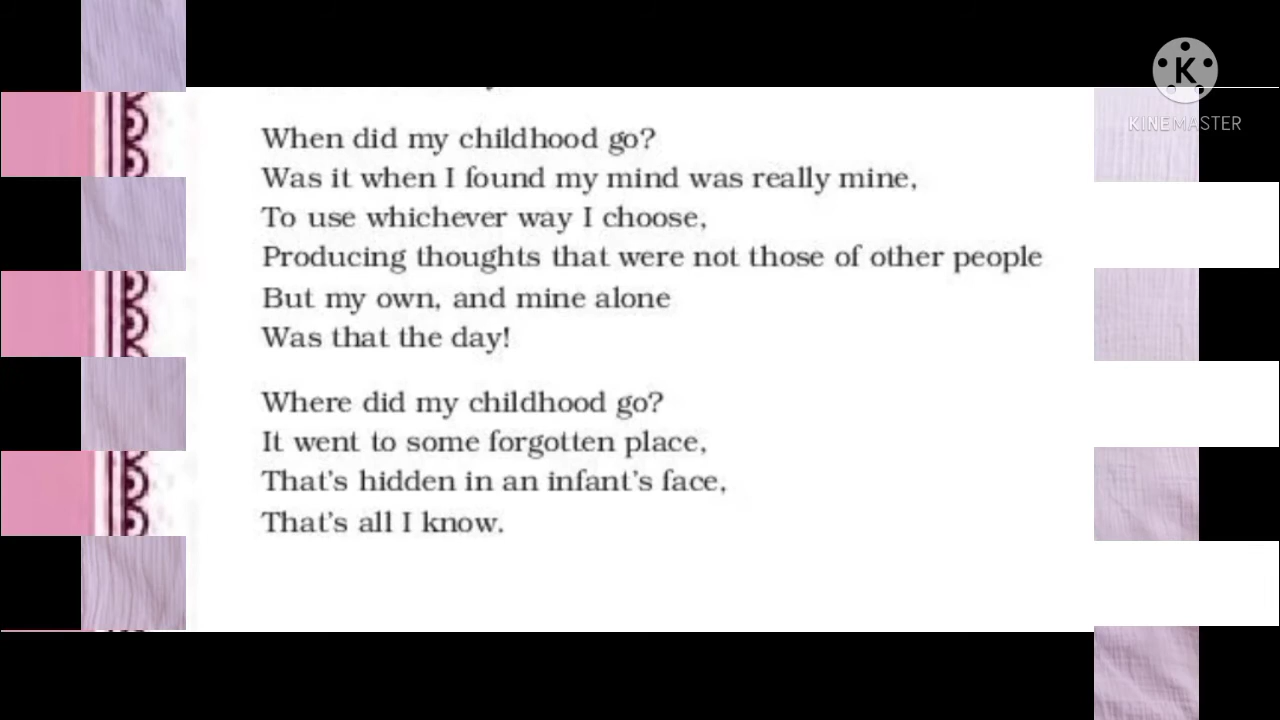 When did my childhood go?
Was it when I found my mind was really mine,
To use whichever way I choose,
Producing thoughts that were not those of other people
But my own, and mine alone
Was that the day!
Where did my childhood go?
It went to some forgotten place,
That's hidden in an infant's face,
That's all I know.
K
KINEMASTER